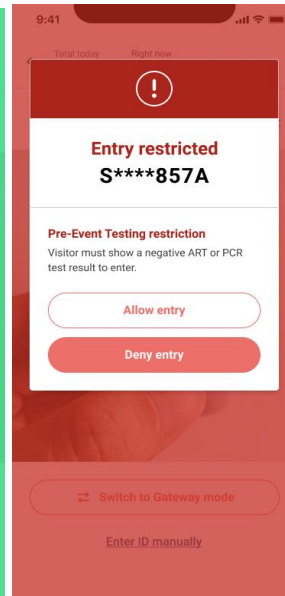 9:41
Total today Right now
Entry restricted
S****857A
Pre-Event Testing restriction
Visitor must show a negative ART or PCR
test result to enter.
Allow entry
Deny entry
Switch to Gateway mode
Enter ID manually